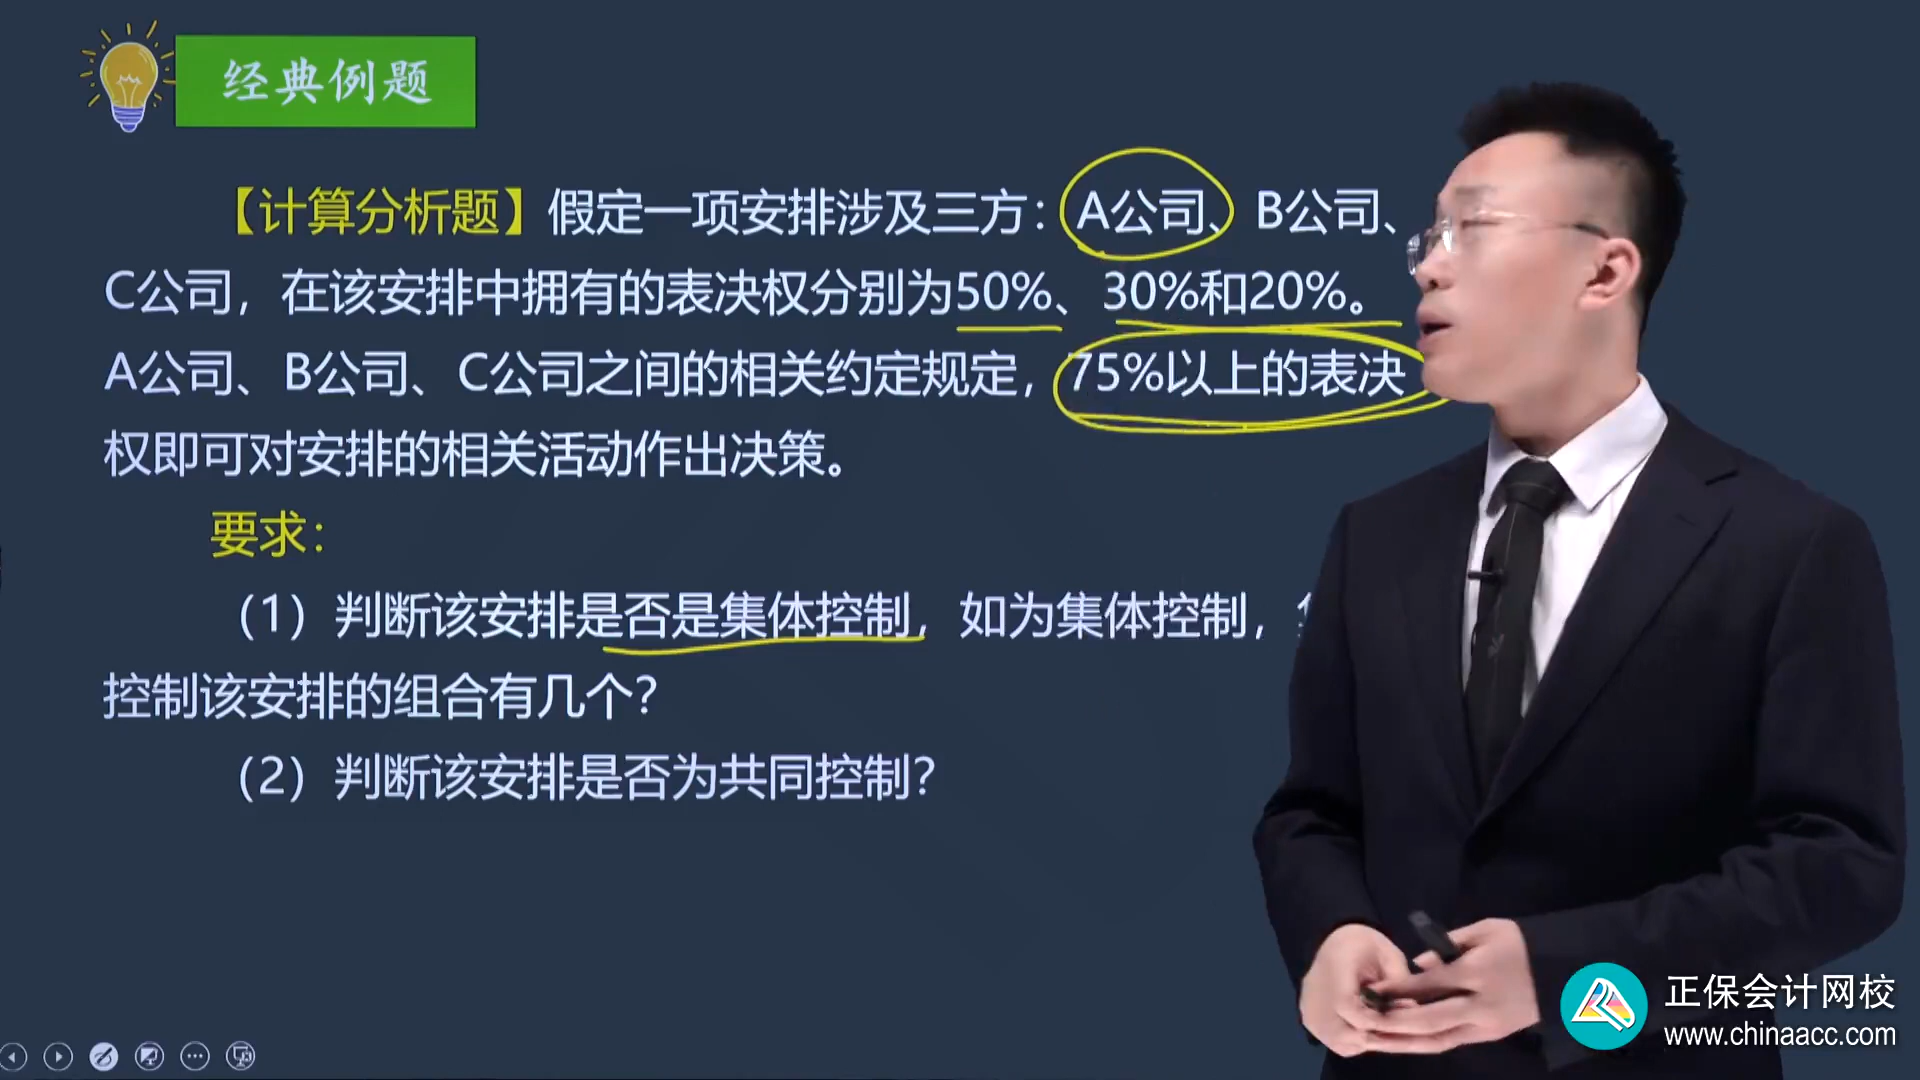 经典例题
【计算分析题】假定一项安排涉及三方：A公司、B公司、
C公司，在该安排中拥有的表决权分别为50%、30%和20%。
A公司、B公司、C公司之间的相关约定规定，75%以上的表决
权即可对安排的相关活动作出决策。
要求：
（1）判断该安排是否是集体控制，如为集体控制，
控制该安排的组合有几个？
（2）判断该安排是否为共同控制？
正保会计网校
www.chinaacc.com